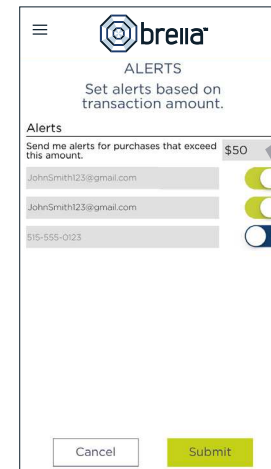 brella™
ALERTS
Set alerts based on
transaction amount.
Alerts
Send me alerts for purchases that exceed
this amount.
$50
JohnSmith123@gmail.com
JohnSmith123@gmail.com
515-555-0123
Cancel
Submit